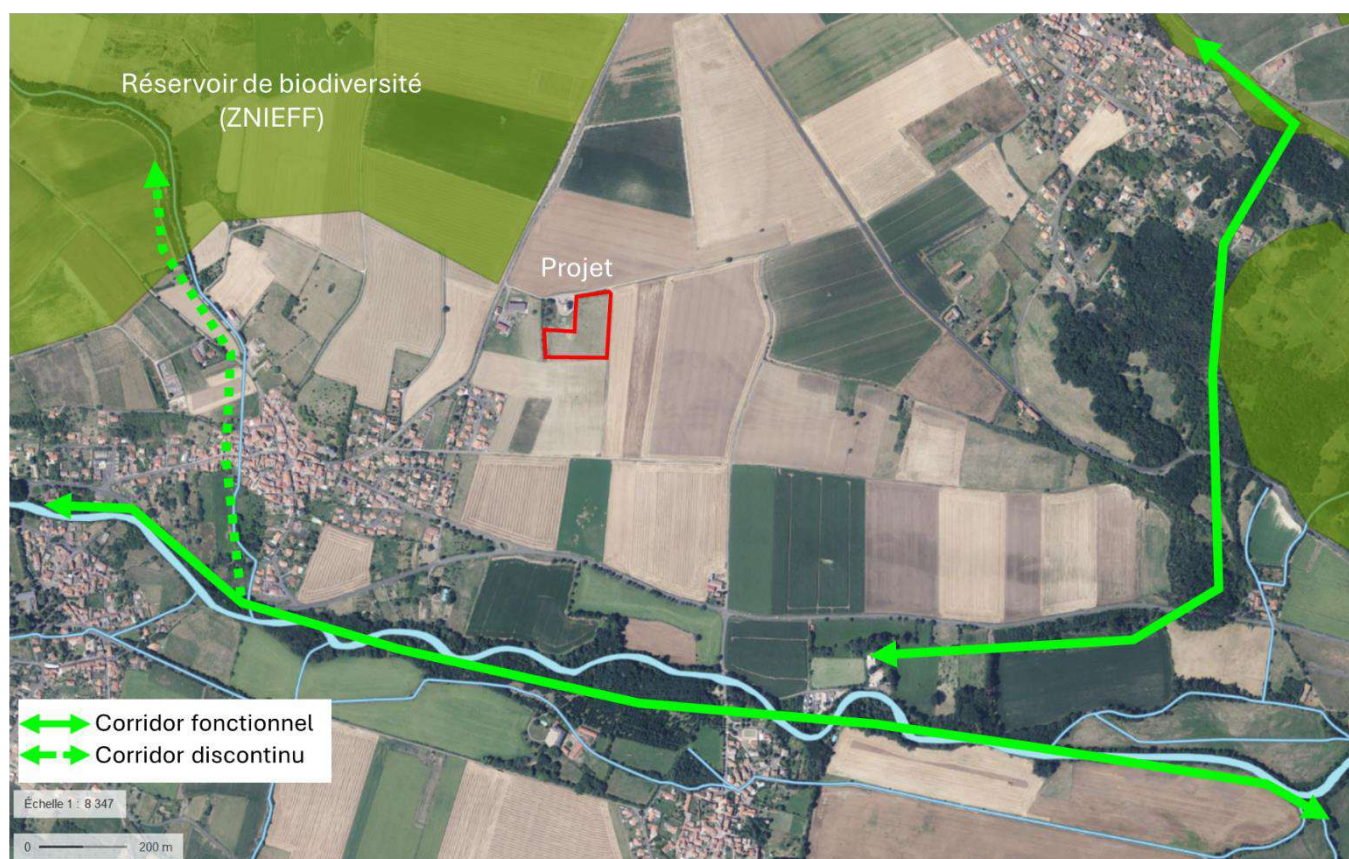 Réservoir de biodiversité
(ZNIEFF)
Projet
Corridor fonctionnel
Corridor discontinu
Échelle 1 : 8 347
0 200 m